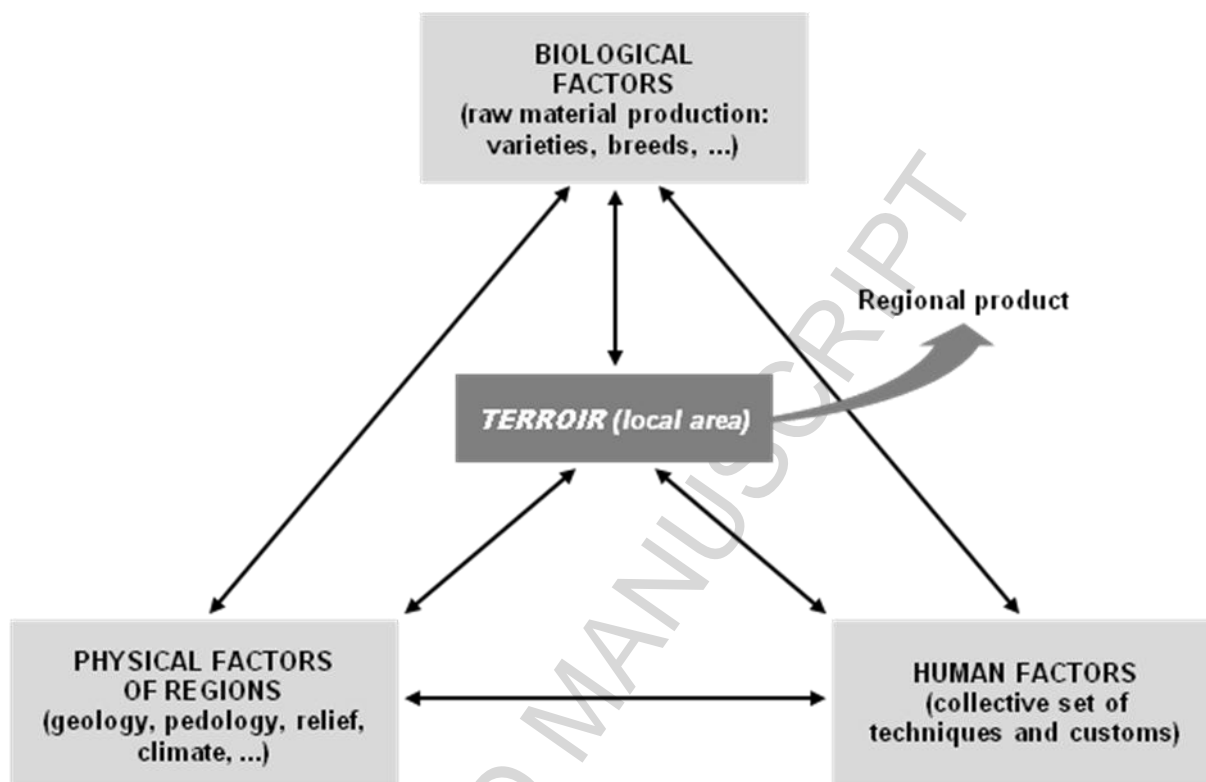 BIOLOGICAL
FACTORS
(raw material production:
varieties, breeds, ...)
Regional product
TERROIR (local area)
PHYSICAL FACTORS
OF REGIONS
(geology, pedology, relief,
climate, ...)
HUMAN FACTORS
(collective set of
techniques and customs)
MANUSCRIPT